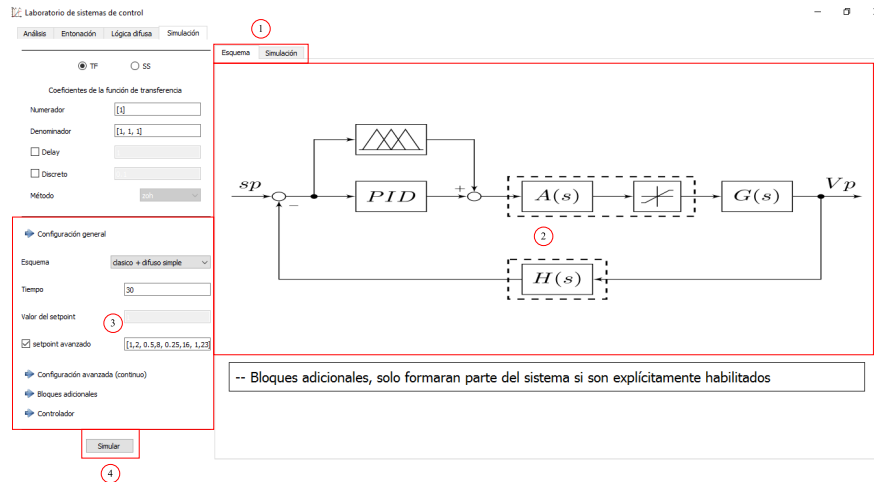 Laboratorio de sistemas de control
Análisis Entonación Lógica difusa Simulación
1
Esquema Simulación
TF SS
Coeficientes de la función de transferencia
Numerador [1]
Denominador [1, 1, 1]
Delay
Discreto
Método zoh
sp
−
PID
+
A(s)
G(s)
Vp
2
H(s)
Configuración general
Esquema clasico + difuso simple
Tiempo 30
Valor del setpoint
3
setpoint avanzado [1,2, 0.5,8, 0.25,16, 1,23]
Configuración avanzada (continuo)
Bloques adicionales
Controlador
-- Bloques adicionales, solo formaran parte del sistema si son explícitamente habilitados
Simular
4